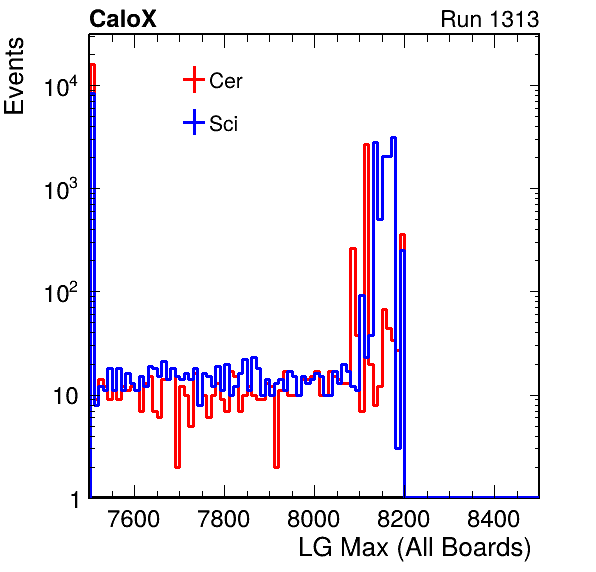 CaloX Run 1313
Events
Cer
Sci
10^4
10^3
10^2
10
1
7600 7800 8000 8200 8400
LG Max (All Boards)